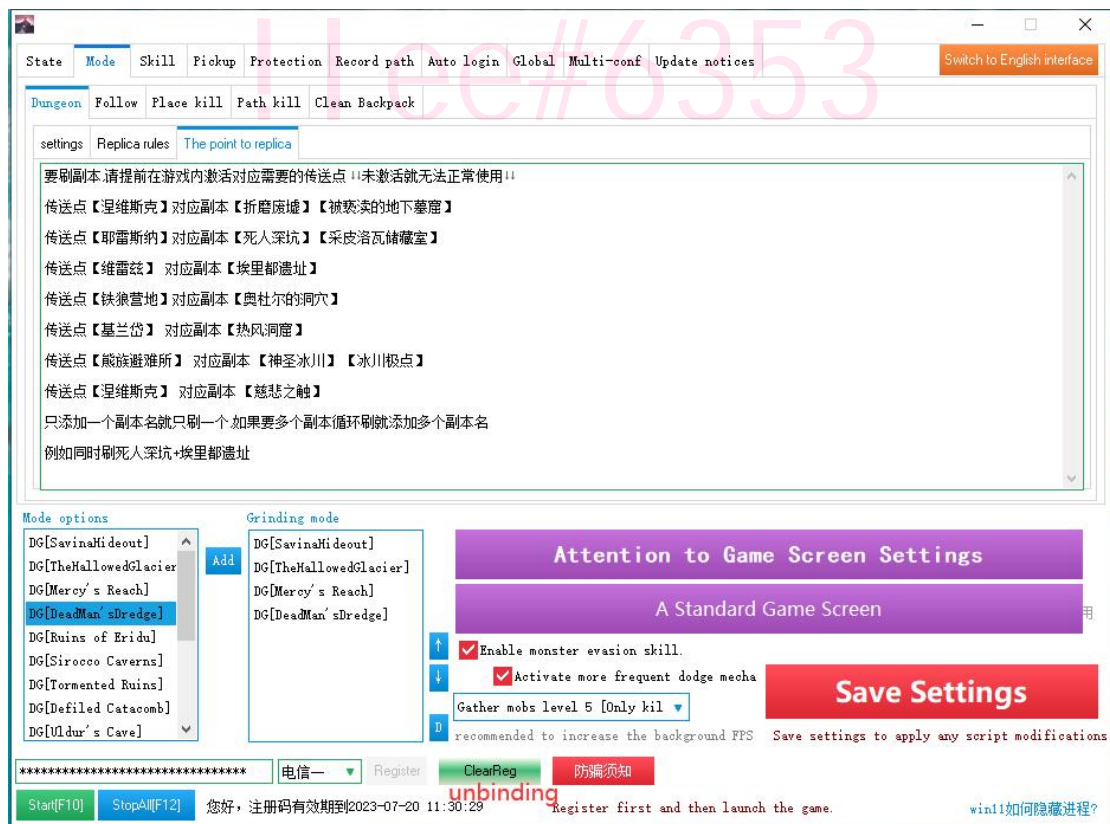 State Mode Skill Pickup Protection Record path Auto login Global Multi-conf Update notices Switch to English interface
Dungeon Follow Place kill Path kill Clean Backpack
settings Replica rules The point to replica
要刷副本.请提前在游戏内激活对应需要的传送点 !!未激活就无法正常使用!!
传送点【涅维斯克】对应副本【折磨废墟】【被亵渎的地下墓窟】
传送点【耶雷斯纳】对应副本【死人深坑】【采皮洛瓦储藏室】
传送点【维雷兹】 对应副本【埃里都遗址】
传送点【铁狼营地】对应副本【奥杜尔的洞穴】
传送点【基兰岱】 对应副本【热风洞窟】
传送点【熊族避难所】 对应副本 【神圣冰川】 【冰川极点】
传送点【涅维斯克】 对应副本 【慈悲之触】
只添加一个副本名就只刷一个.如果要多个副本循环刷就添加多个副本名
例如同时刷死人深坑+埃里都遗址
Mode options
DG[SavinaHideout]
DG[TheHallowedGlacier
DG[Mercy's Reach]
DG[DeadMan'sDredge]
DG[Ruins of Eridu]
DG[Sirocco Caverns]
DG[Tormented Ruins]
DG[Defiled Catacomb]
DG[Uldur's Cave]
Add
Grinding mode
DG[SavinaHideout]
DG[TheHallowedGlacier]
DG[Mercy's Reach]
DG[DeadMan'sDredge]
↑
↓
D
Attention to Game Screen Settings
A Standard Game Screen
用
Enable monster evasion skill.
Activate more frequent dodge mecha
Gather mobs level 5 [Only kil
recommended to increase the background FPS
Save Settings
Save settings to apply any script modifications
********************************* 电信一 Register ClearReg 防骗须知
unbinding
Start[F10] StopAll[F12] 您好，注册码有效期到2023-07-20 11:30:29 Register first and then launch the game. win11如何隐藏进程?